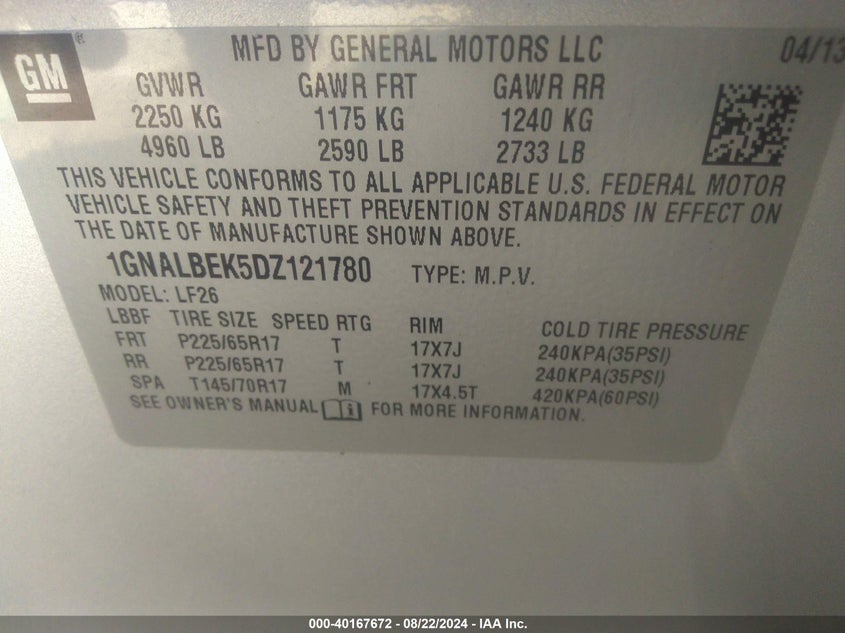 GM ®
MFD BY GENERAL MOTORS LLC 04/13
GVWR GAWR FRT GAWR RR
2250 KG 1175 KG 1240 KG
4960 LB 2590 LB 2733 LB
THIS VEHICLE CONFORMS TO ALL APPLICABLE U.S. FEDERAL MOTOR
VEHICLE SAFETY AND THEFT PREVENTION STANDARDS IN EFFECT ON
THE DATE OF MANUFACTURE SHOWN ABOVE.
1GNALBEK5DZ121780 TYPE: M.P.V.
MODEL: LF26
LBBF TIRE SIZE SPEED RTG RIM COLD TIRE PRESSURE
FRT P225/65R17 T 17X7J 240KPA(35PSI)
RR P225/65R17 T 17X7J 240KPA(35PSI)
SPA T145/70R17 M 17X4.5T 420KPA(60PSI)
SEE OWNER'S MANUAL FOR MORE INFORMATION.
000-40167672 - 08/22/2024 - IAA Inc.